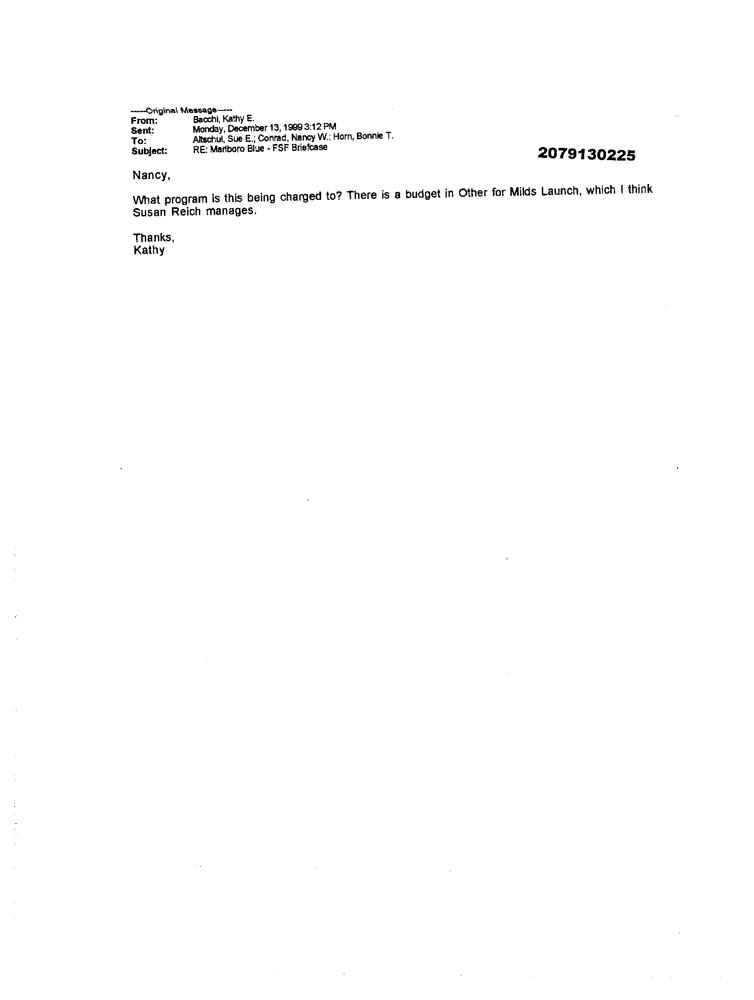 -----Original Message-----
From: Bacchi, Kathy E.
Sent: Monday, December 13, 1999 3:12 PM
To: Altschul, Sue E.; Conrad, Nancy W.; Horn, Bonnie T.
Subject: RE: Marlboro Blue - FSF Briefcase
2079130225
Nancy,
What program is this being charged to? There is a budget in Other for Milds Launch, which I think
Susan Reich manages.
Thanks,
Kathy